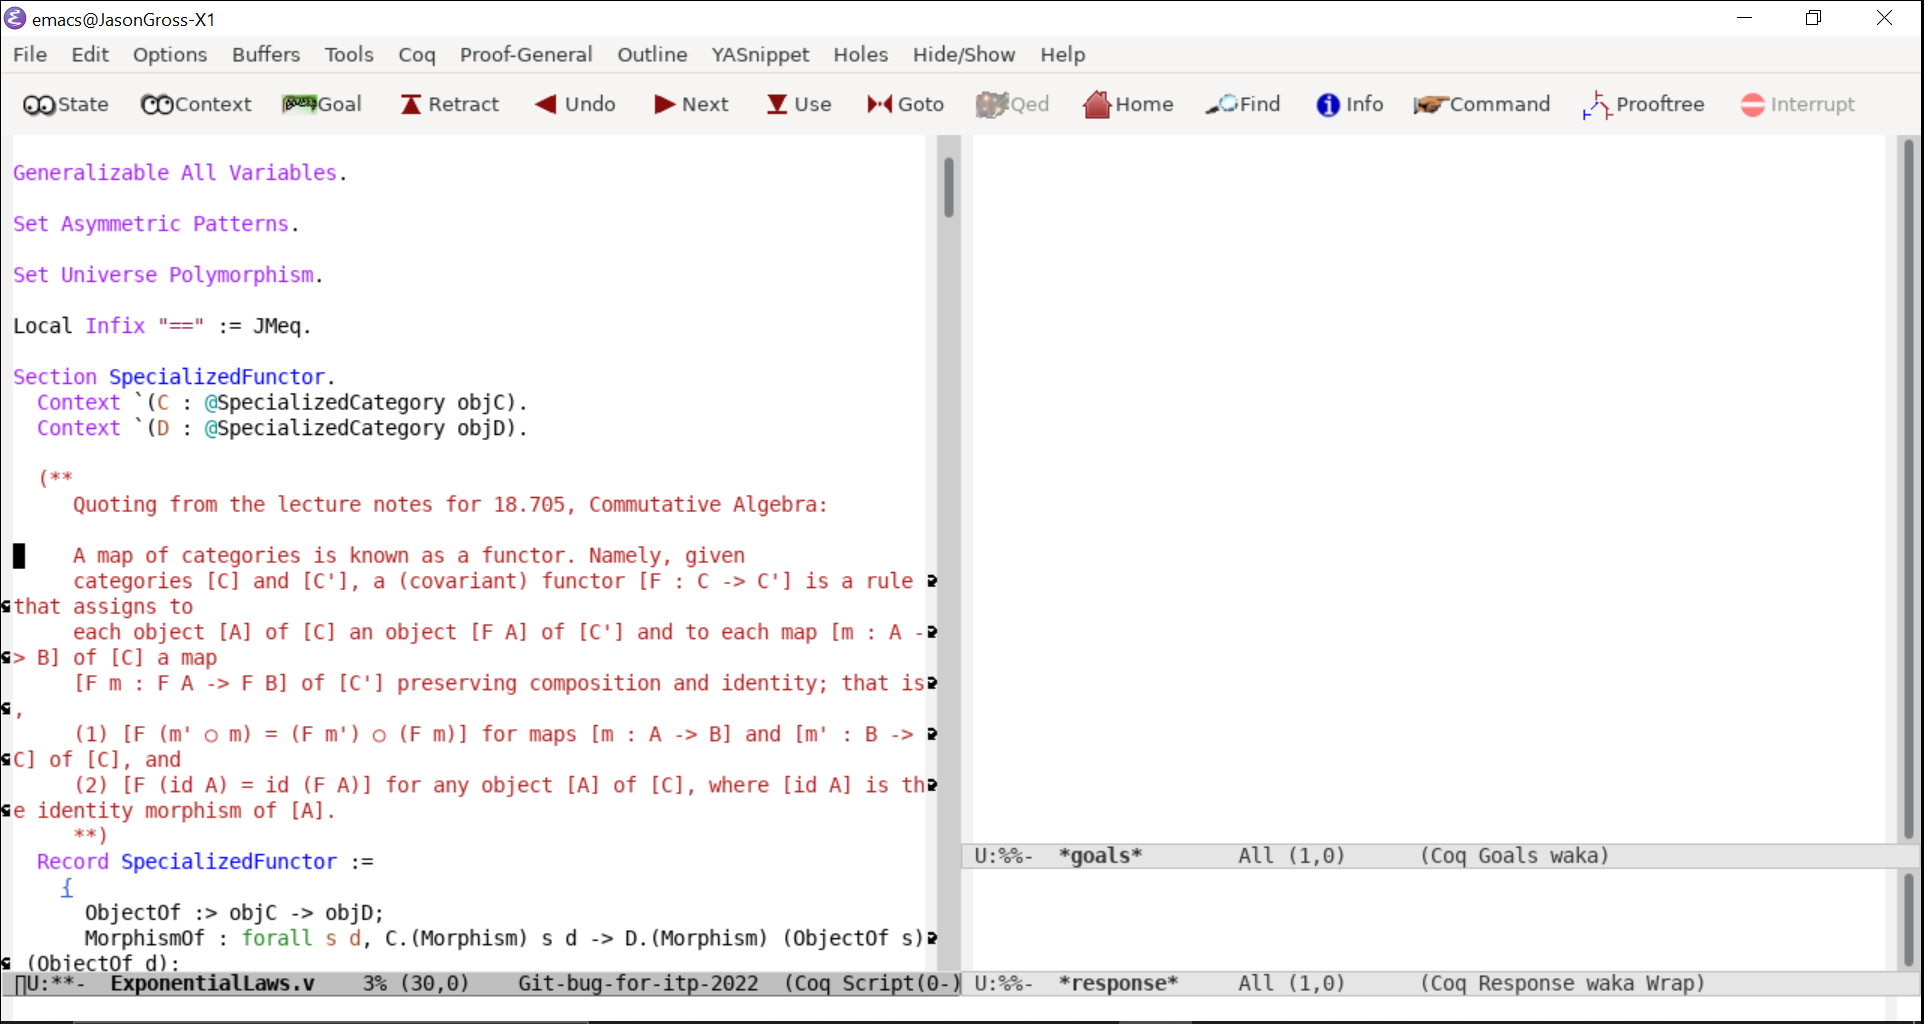 emacs@JasonGross-X1
File Edit Options Buffers Tools Coq Proof-General Outline YASnippet Holes Hide/Show Help
State Context Goal Retract Undo Next Use Goto Qed Home Find Info Command Prooftree Interrupt
Generalizable All Variables.
Set Asymmetric Patterns.
Set Universe Polymorphism.
Local Infix "==" := JMeq.
Section SpecializedFunctor.
Context `(C : @SpecializedCategory objC).
Context `(D : @SpecializedCategory objD).
(**
Quoting from the lecture notes for 18.705, Commutative Algebra:
A map of categories is known as a functor. Namely, given
categories [C] and [C'], a (covariant) functor [F : C -> C'] is a rule
that assigns to
each object [A] of [C] an object [F A] of [C'] and to each map [m : A -
> B] of [C] a map
[F m : F A -> F B] of [C'] preserving composition and identity; that is
,
(1) [F (m' ○ m) = (F m') ○ (F m)] for maps [m : A -> B] and [m' : B ->
C] of [C], and
(2) [F (id A) = id (F A)] for any object [A] of [C], where [id A] is th
e identity morphism of [A].
**)
Record SpecializedFunctor :=
{
ObjectOf :> objC -> objD;
MorphismOf : forall s d, C.(Morphism) s d -> D.(Morphism) (ObjectOf s)
(ObjectOf d);
U:**- ExponentialLaws.v 3% (30,0) Git-bug-for-itp-2022 (Coq Script(0-)
U:%%- *goals* All (1,0) (Coq Goals waka)
U:%%- *response* All (1,0) (Coq Response waka Wrap)